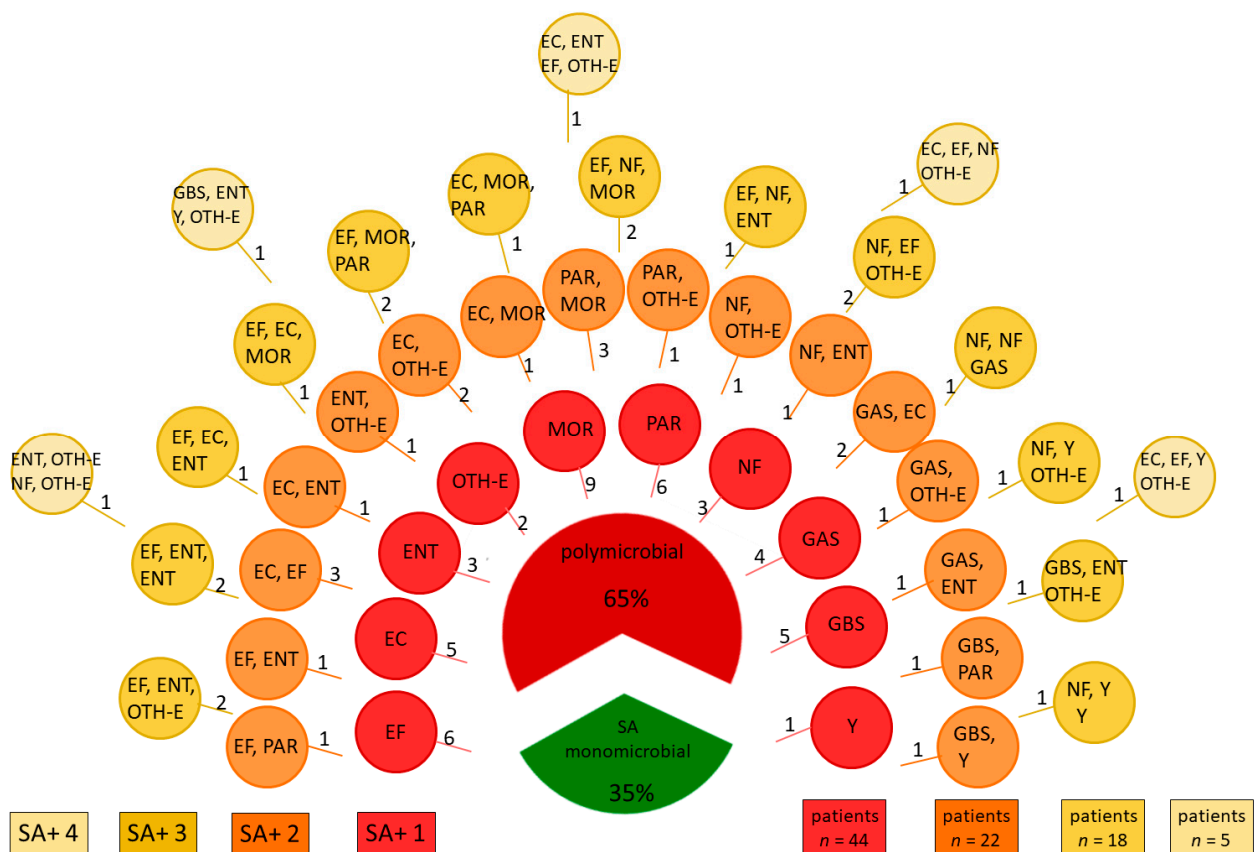 EC, ENT
EF, OTH-E
1
EC, EF, NF
OTH-E
1
GBS, ENT
Y, OTH-E
1
EC, MOR,
PAR
1
EF, NF,
MOR
2
EF, NF,
ENT
1
EF, MOR,
PAR
2
NF, EF
OTH-E
2
EF, EC,
MOR
1
NF, NF
GAS
1
EC, MOR
1
PAR,
MOR
3
PAR,
OTH-E
1
NF,
OTH-E
1
EC,
OTH-E
2
NF, ENT
1
ENT,
OTH-E
1
GAS, EC
2
EF, EC,
ENT
1
NF, Y
OTH-E
1
ENT, OTH-E
NF, OTH-E
1
EC, EF, Y
OTH-E
1
EC, ENT
1
GAS,
OTH-E
1
OTH-E
2
MOR
9
PAR
6
NF
3
ENT
3
GAS
4
EF, ENT,
ENT
2
EC, EF
3
GAS,
ENT
1
GBS, ENT
OTH-E
1
polymicrobial
65%
EC
5
GBS
5
EF, ENT
1
GBS,
PAR
1
EF, ENT,
OTH-E
2
NF, Y
Y
1
EF, PAR
1
EF
6
Y
1
GBS,
Y
1
SA
monomicrobial
35%
SA+ 4
SA+ 3
SA+ 2
SA+ 1
patients
n = 44
patients
n = 22
patients
n = 18
patients
n = 5